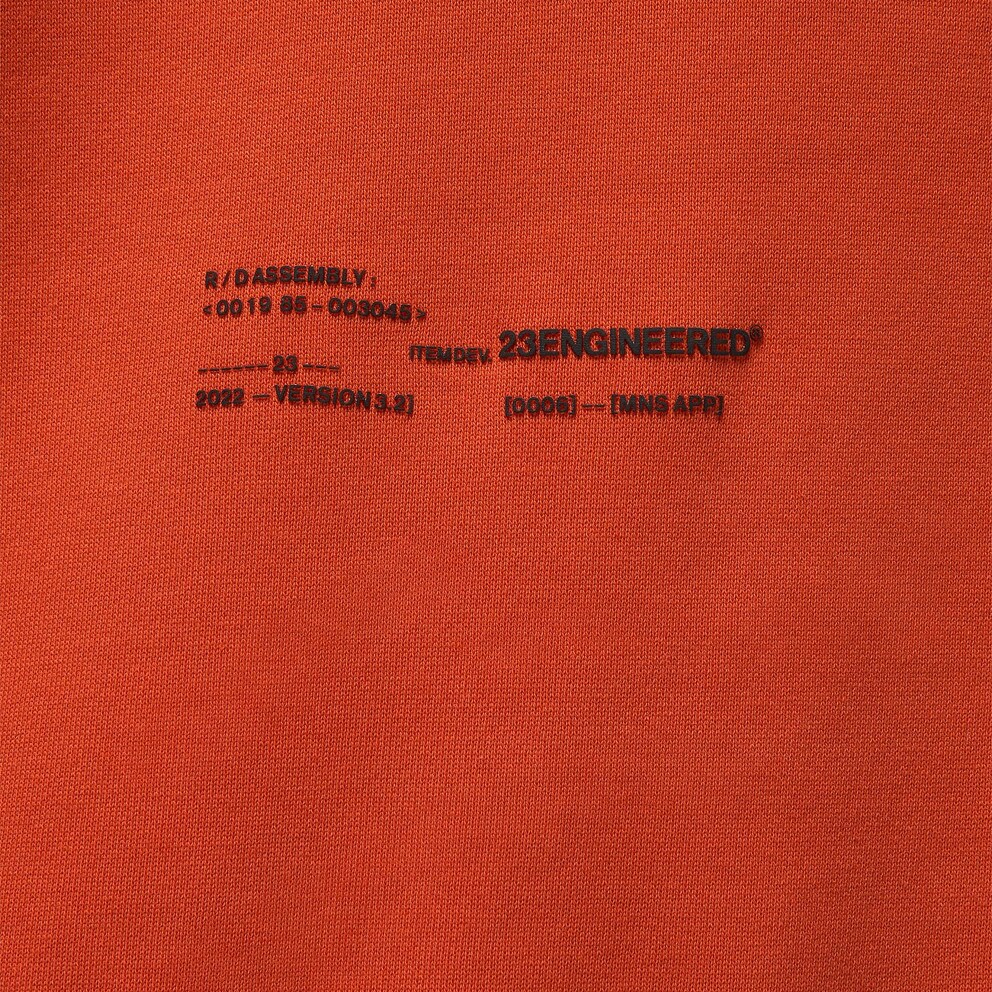 R/D ASSEMBLY:
<0019 85-003045>
ITEM DEV. 23ENGINEERED®
------23---
2022 —VERSION 3.2]
[0006]--[MNS APP]